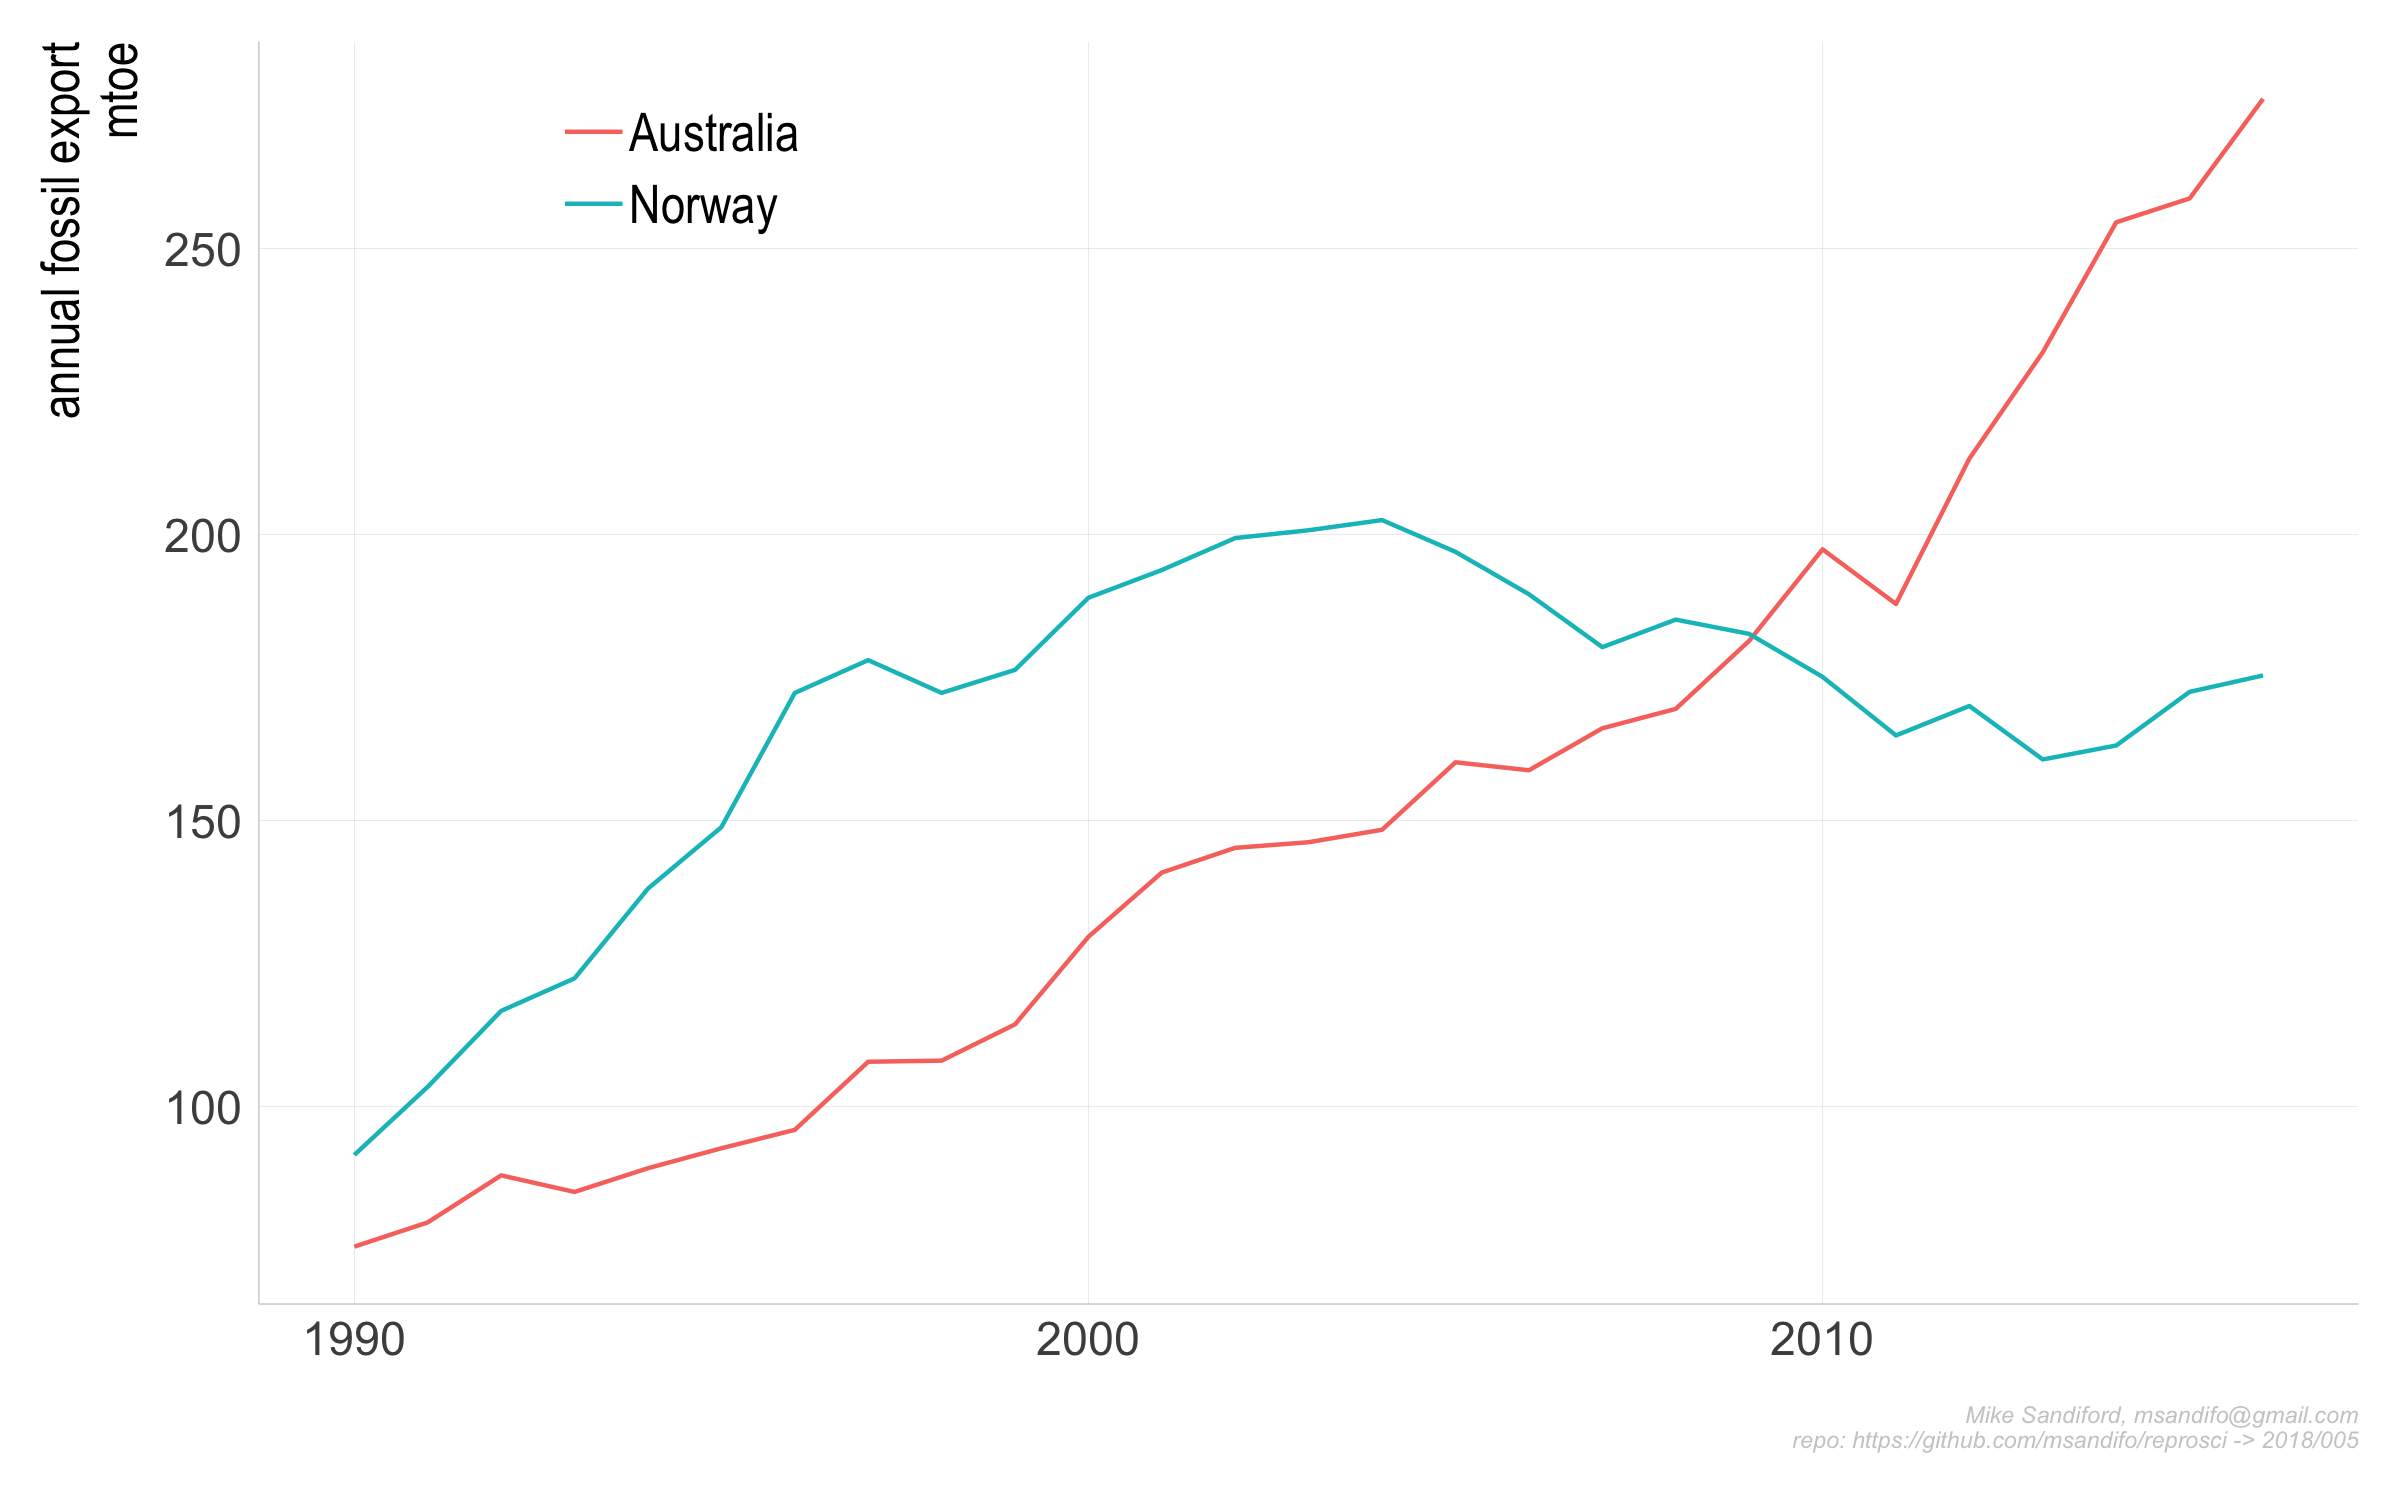 annual fossil export
mtoe
Australia
Norway
250
200
150
100
1990
2000
2010
Mike Sandiford, msandifo@gmail.com
repo: https://github.com/msandifo/reprosci -> 2018/005